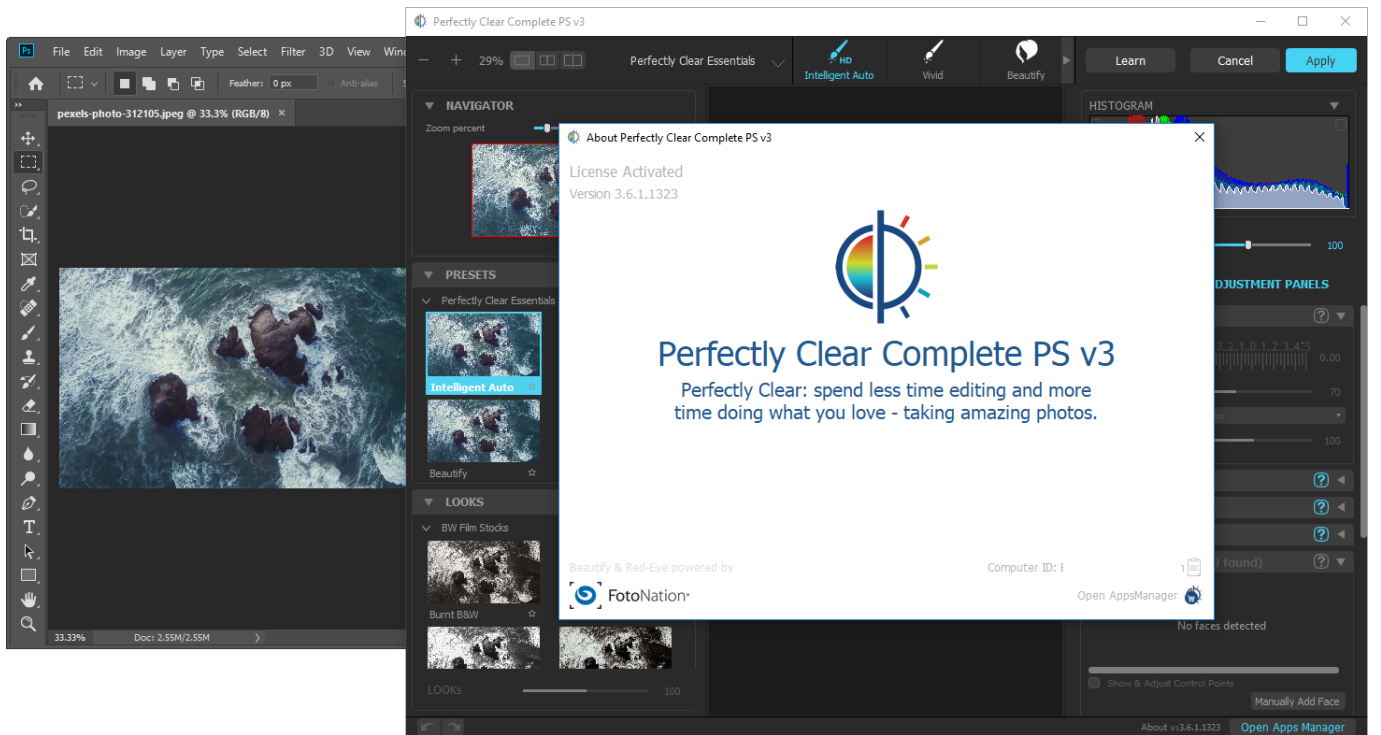 Perfectly Clear Complete PS v3
Ps File Edit Image Layer Type Select Filter 3D View
Feather: 0 px Anti-alias
pexels-photo-312105.jpeg @ 33.3% (RGB/8) ×
33.33% Doc: 2.55M/2.55M
29% Perfectly Clear Essentials
HD
Intelligent Auto Vivid Beautify
Learn Cancel Apply
NAVIGATOR
Zoom percent
PRESETS
Perfectly Clear Essentials
Intelligent Auto
Beautify
LOOKS
BW Film Stocks
Burnt B&W
LOOKs 100
About Perfectly Clear Complete PS v3
License Activated
Version 3.6.1.1323
Perfectly Clear Complete PS v3
Perfectly Clear: spend less time editing and more
time doing what you love - taking amazing photos.
Beautify & Red-Eye powered by
FotoNation
Computer ID:
Open AppsManager
HISTOGRAM
100
DJUSTMENT PANELS
0.00
70
100
found)
No faces detected
Show & Adjust Control Points
Manually Add Face
About v:3.6.1.1323 Open Apps Manager